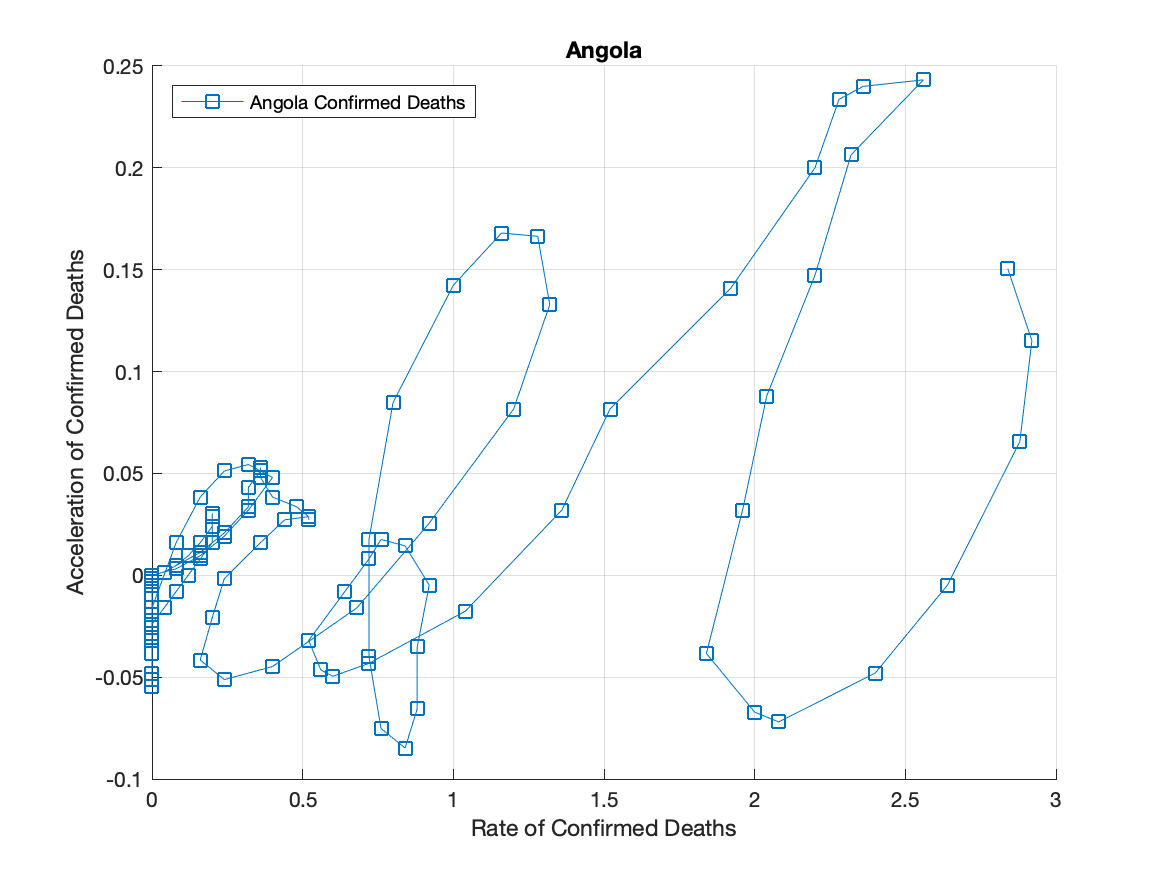 Angola
Angola Confirmed Deaths
0.25
0.2
0.15
0.1
0.05
0
-0.05
-0.1
Acceleration of Confirmed Deaths
0 0.5 1 1.5 2 2.5 3
Rate of Confirmed Deaths